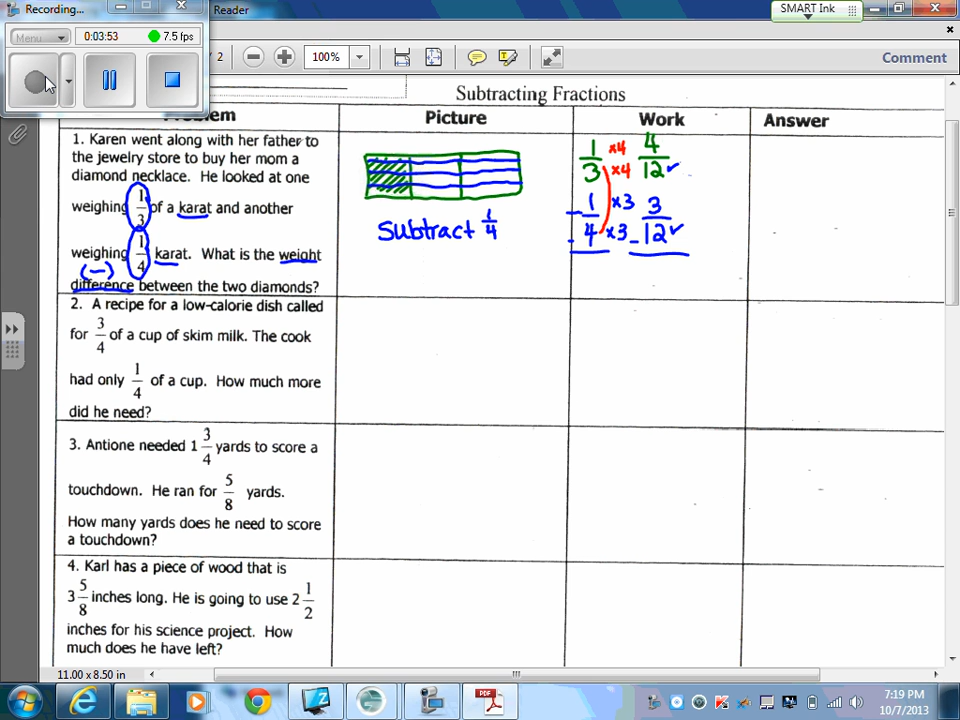 Recording...
Reader
SMART Ink
Menu
0:03:53
7.5 fps
/ 2
100%
Comment
Subtracting Fractions
Problem
Picture
Work
Answer
1. Karen went along with her father to
the jewelry store to buy her mom a
diamond necklace. He looked at one
weighing 1/3 of a karat and another
weighing 1/4 karat. What is the weight
(-)
difference between the two diamonds?
Subtract 1/4
1/3 ×4 ×4 4/12 ✓
- 1/4 ×3 ×3 - 3/12 ✓
2. A recipe for a low-calorie dish called
for 3/4 of a cup of skim milk. The cook
had only 1/4 of a cup. How much more
did he need?
3. Antione needed 1 3/4 yards to score a
touchdown. He ran for 5/8 yards.
How many yards does he need to score
a touchdown?
4. Karl has a piece of wood that is
3 5/8 inches long. He is going to use 2 1/2
inches for his science project. How
much does he have left?
11.00 x 8.50 in
PDF
7:19 PM
10/7/2013